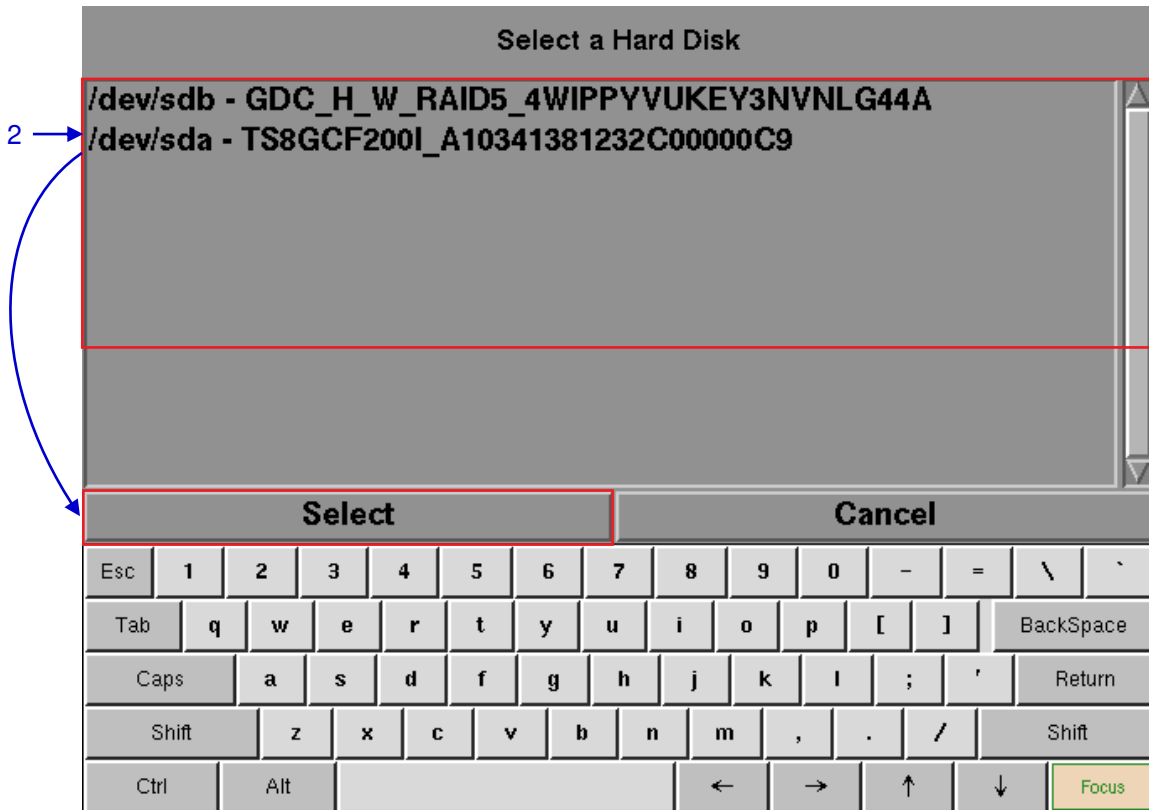 Select a Hard Disk
/dev/sdb - GDC_H_W_RAID5_4WIPPYVUKEY3NVNLG44A
2
/dev/sda - TS8GCF200I_A10341381232C00000C9
Select Cancel
Esc 1 2 3 4 5 6 7 8 9 0 - = \ `
Tab q w e r t y u i o p [ ] BackSpace
Caps a s d f g h j k l ; ' Return
Shift z x c v b n m , . / Shift
Ctrl Alt ← → ↑ ↓ Focus